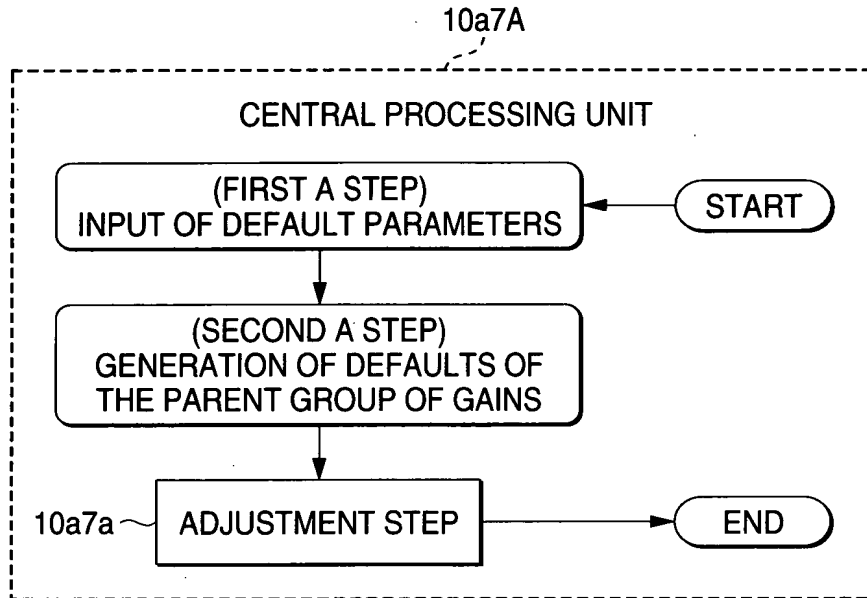 10a7A
CENTRAL PROCESSING UNIT
(FIRST A STEP)
INPUT OF DEFAULT PARAMETERS
START
(SECOND A STEP)
GENERATION OF DEFAULTS OF
THE PARENT GROUP OF GAINS
10a7a
ADJUSTMENT STEP
END